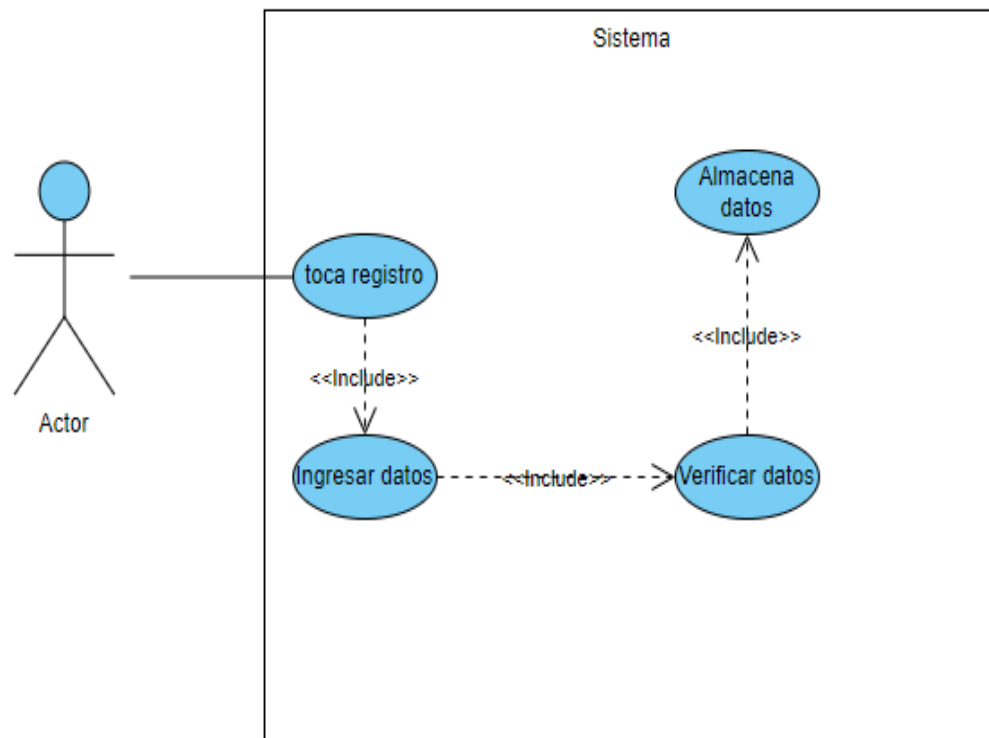 Sistema
Almacena
datos
toca registro
<<Include>>
<<Include>>
Actor
Ingresar datos
<<Include>>
Verificar datos